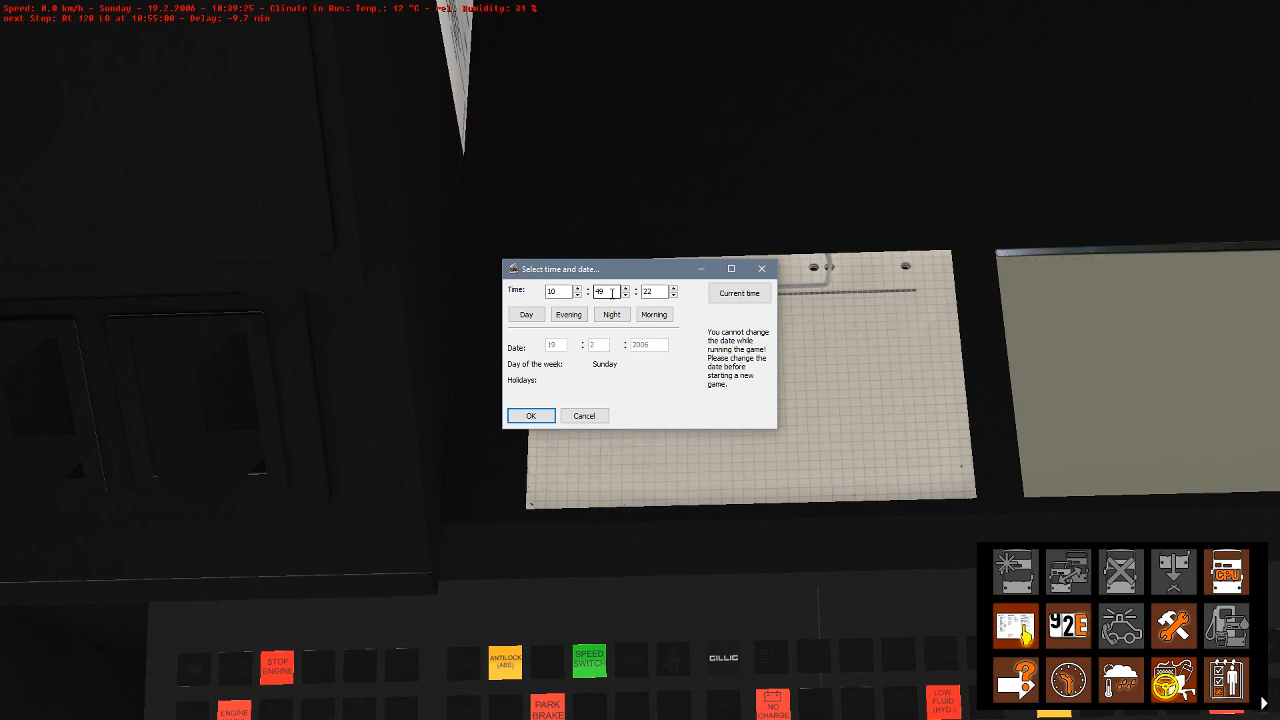 Speed: 0.0 km/h - Sunday - 19.2.2006 - 10:39:25 - Climate in Bus: Temp.: 12 °C - rel. Humidity: 81 %
next Stop: Rt 128 LO at 10:55:00 - Delay: -9.7 min
Select time and date...
Time: 10 : 49 : 22
Current time
Day Evening Night Morning
You cannot change
the date while
running the game!
Please change the
date before
starting a new
game.
Date: 19 : 2 : 2006
Day of the week: Sunday
Holidays:
OK Cancel
CPU
92E
STOP
ENGINE
ANTILOCK
(ABS)
SPEED
SWITCH
GILLIG
ENGINE
PARK
BRAKE
NO
CHARGE
LOW
FLUID
(HYD.)